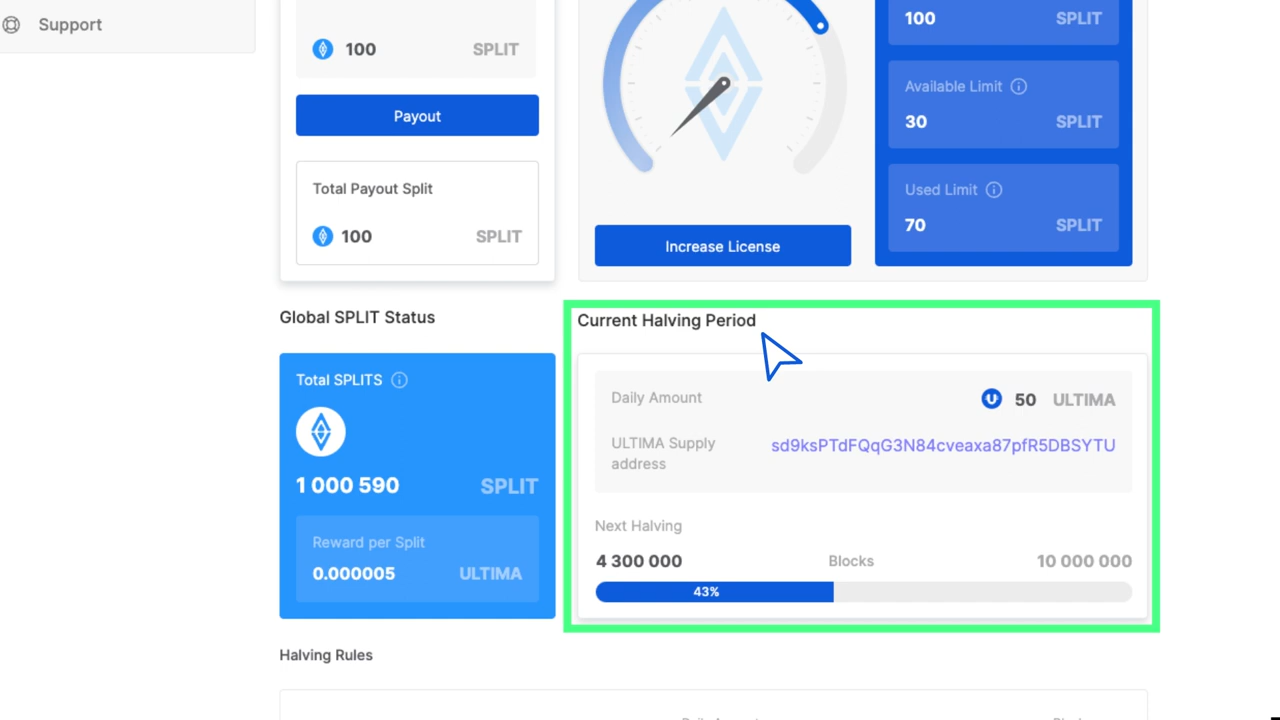 Support
100 SPLIT
Payout
Total Payout Split
100 SPLIT
Increase License
100 SPLIT
Available Limit
30 SPLIT
Used Limit
70 SPLIT
Global SPLIT Status
Total SPLITS
1 000 590 SPLIT
Reward per Split
0.000005 ULTIMA
Current Halving Period
Daily Amount 50 ULTIMA
ULTIMA Supply address sd9ksPTdFQqG3N84cveaxa87pfR5DBSYTU
Next Halving
4 300 000 Blocks 10 000 000
43%
Halving Rules